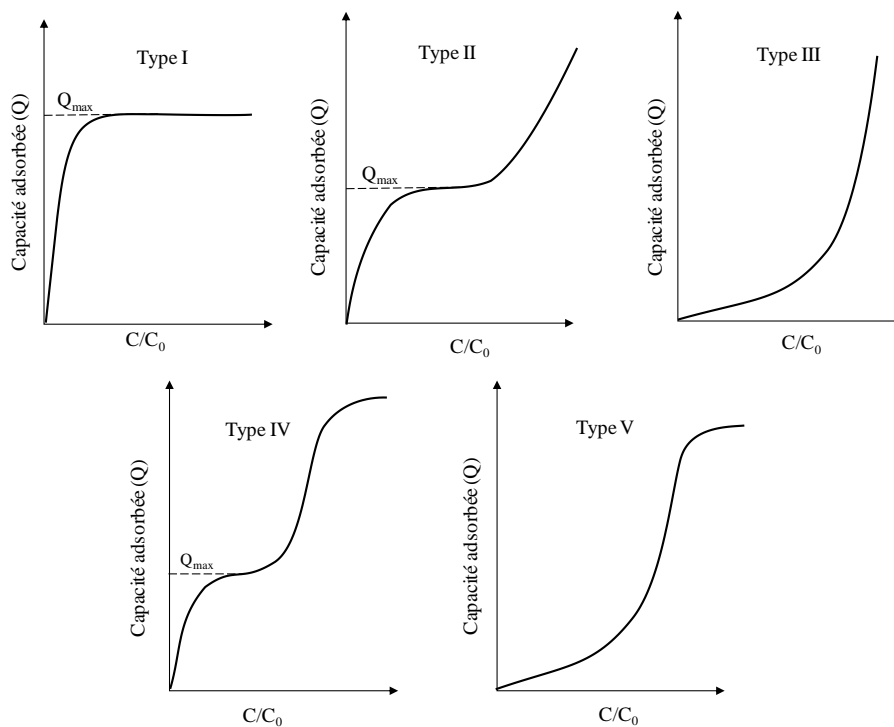 Type I
Q_max
Capacité adsorbée (Q)
C/C_0
Type II
Q_max
Capacité adsorbée (Q)
C/C_0
Type III
Capacité adsorbée (Q)
C/C_0
Type IV
Q_max
Capacité adsorbée (Q)
C/C_0
Type V
Capacité adsorbée (Q)
C/C_0